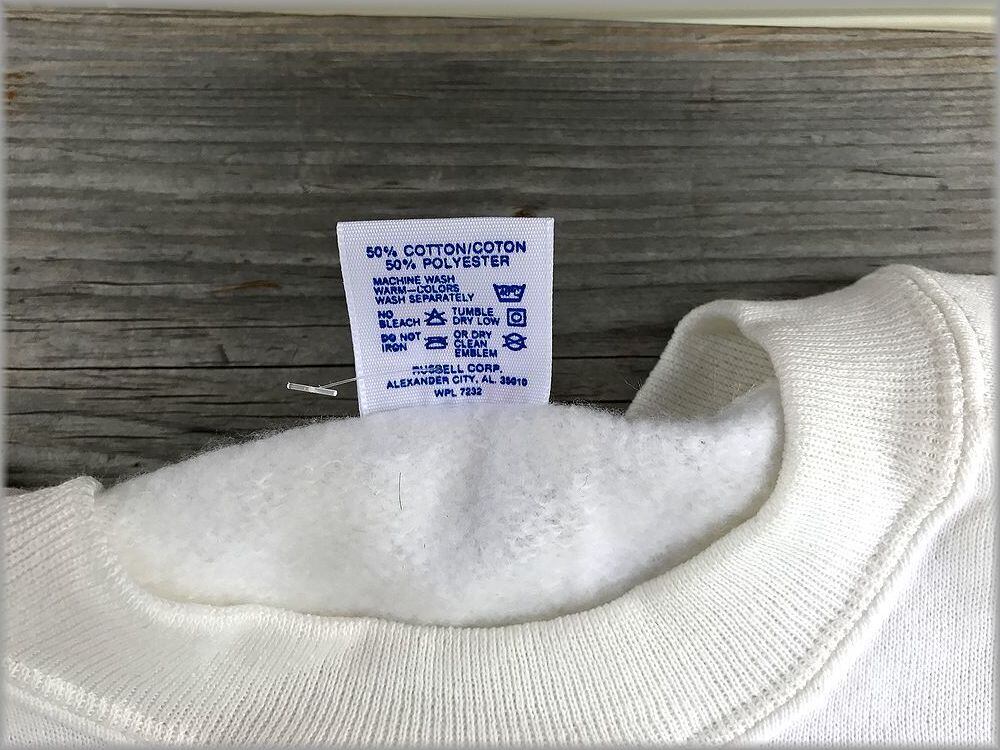 50% COTTON/COTON
50% POLYESTER
MACHINE WASH
WARM—COLORS
WASH SEPARATELY
NO
BLEACH
TUMBLE
DRY LOW
DO NOT
IRON
OR DRY
CLEAN
EMBLEM
RUSSELL CORP.
ALEXANDER CITY, AL. 35010
WPL 7232